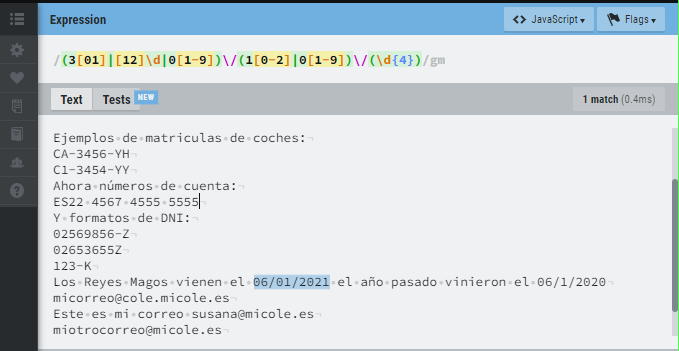 Expression
JavaScript
Flags
/(3[01]|[12]\d|0[1-9])\/(1[0-2]|0[1-9])\/(\d{4})/gm
Text
Tests NEW
1 match (0.4ms)
Ejemplos de matriculas de coches:
CA-3456-YH
C1-3454-YY
Ahora números de cuenta:
ES22 4567 4555 5555
Y formatos de DNI:
02569856-Z
02653655Z
123-K
Los Reyes Magos vienen el 06/01/2021 el año pasado vinieron el 06/1/2020
micorreo@cole.micole.es
Este es mi correo susana@micole.es
miotrocorreo@micole.es